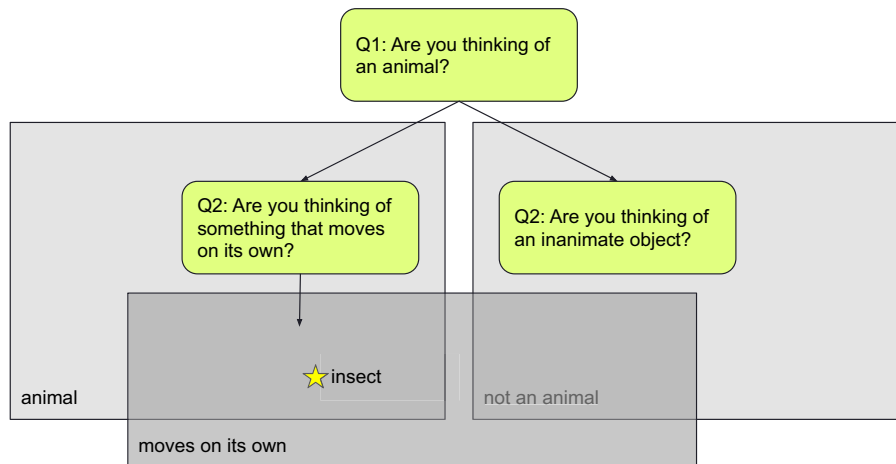 Q1: Are you thinking of
an animal?
Q2: Are you thinking of
something that moves
on its own?
Q2: Are you thinking of
an inanimate object?
insect
animal
not an animal
moves on its own